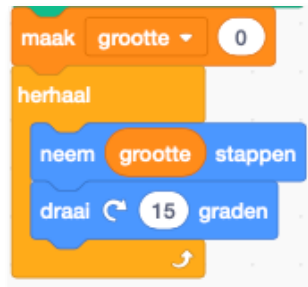 maak grootte 0
herhaal
neem grootte stappen
draai 15 graden